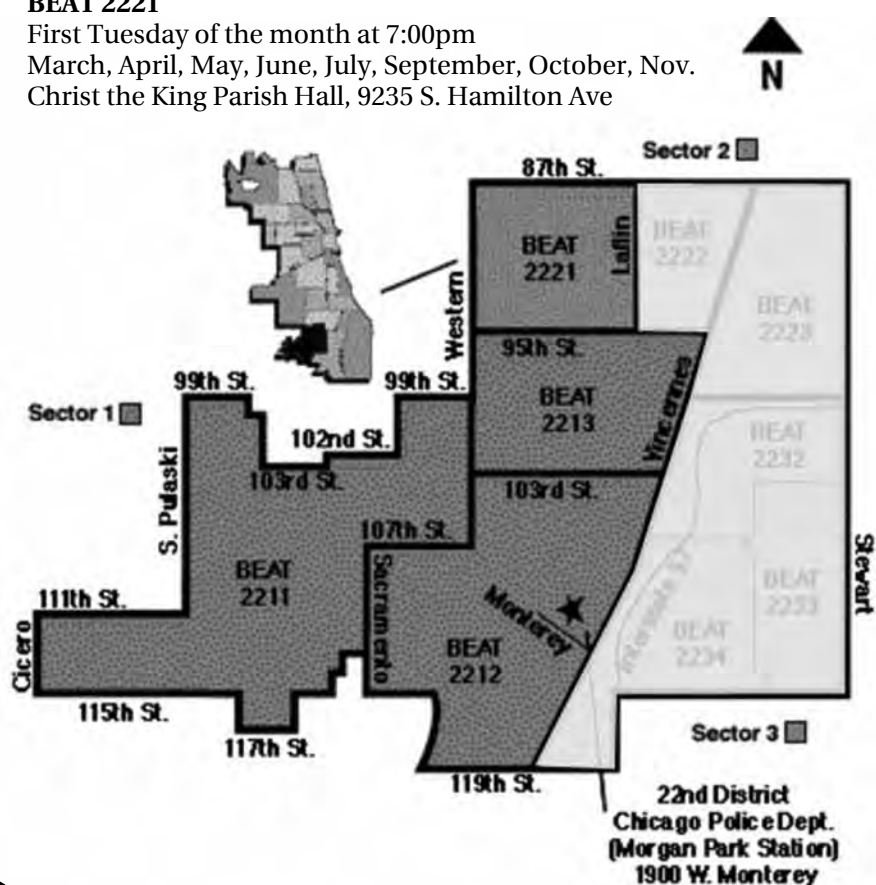 BEAT 2221
First Tuesday of the month at 7:00pm
March, April, May, June, July, September, October, Nov.
Christ the King Parish Hall, 9235 S. Hamilton Ave
N
Sector 2
87th St.
BEAT
2221
Laflin
BEAT
2222
BEAT
2223
Western
95th St.
99th St.
99th St.
Sector 1
BEAT
2213
Vincennes
102nd St.
103rd St.
103rd St.
BEAT
2232
S. Pulaski
107th St.
BEAT
2211
Sacramento
111th St.
Monterey
Interstate 57
BEAT
2233
Stewart
Cicero
BEAT
2212
BEAT
2234
115th St.
117th St.
Sector 3
119th St.
22nd District
Chicago Police Dept.
(Morgan Park Station)
1900 W. Monterey